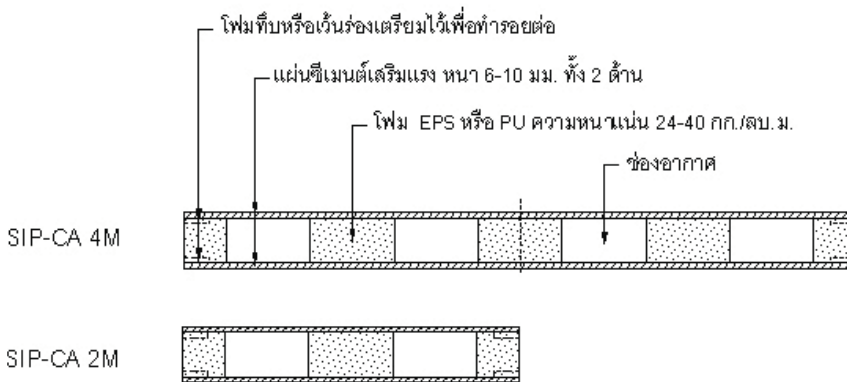 โฟมทึบหรือเว้นร่องเตรียมไว้เพื่อทำรอยต่อ
แผ่นซีเมนต์เสริมแรง หนา 6-10 มม. ทั้ง 2 ด้าน
โฟม EPS หรือ PU ความหนาแน่น 24-40 กก./ลบ.ม.
ช่องอากาศ
SIP-CA 4M
SIP-CA 2M